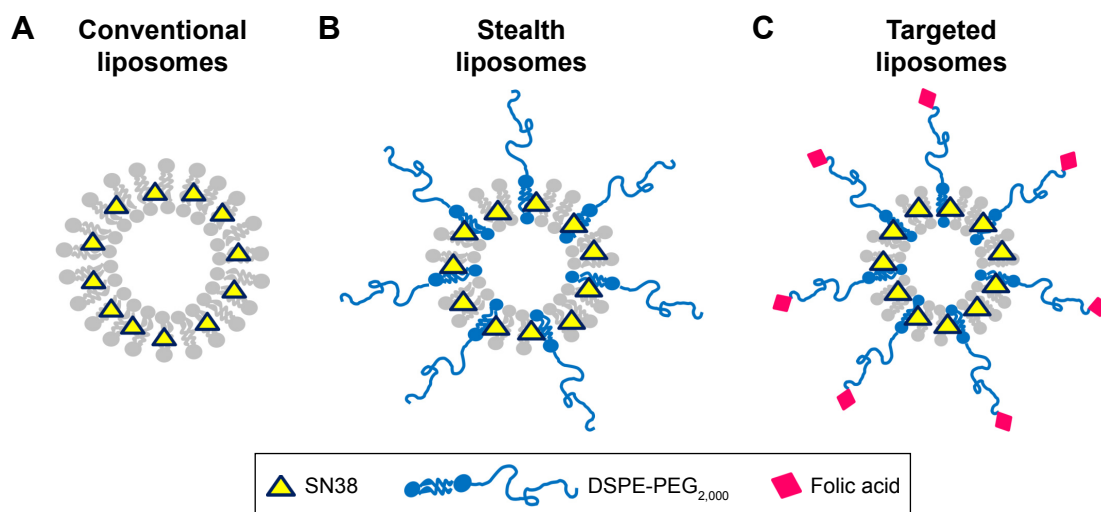 A
Conventional
liposomes
B
Stealth
liposomes
C
Targeted
liposomes
SN38
DSPE-PEG2,000
Folic acid